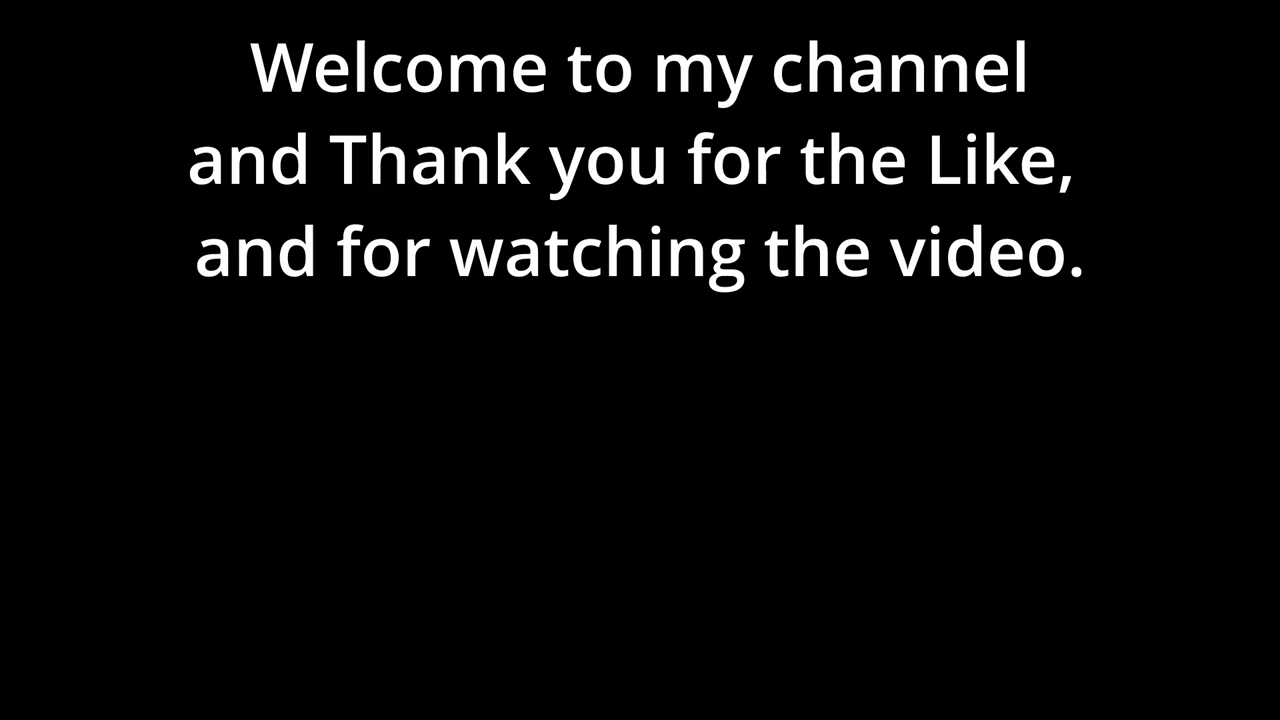 Welcome to my channel
and Thank you for the Like,
and for watching the video.